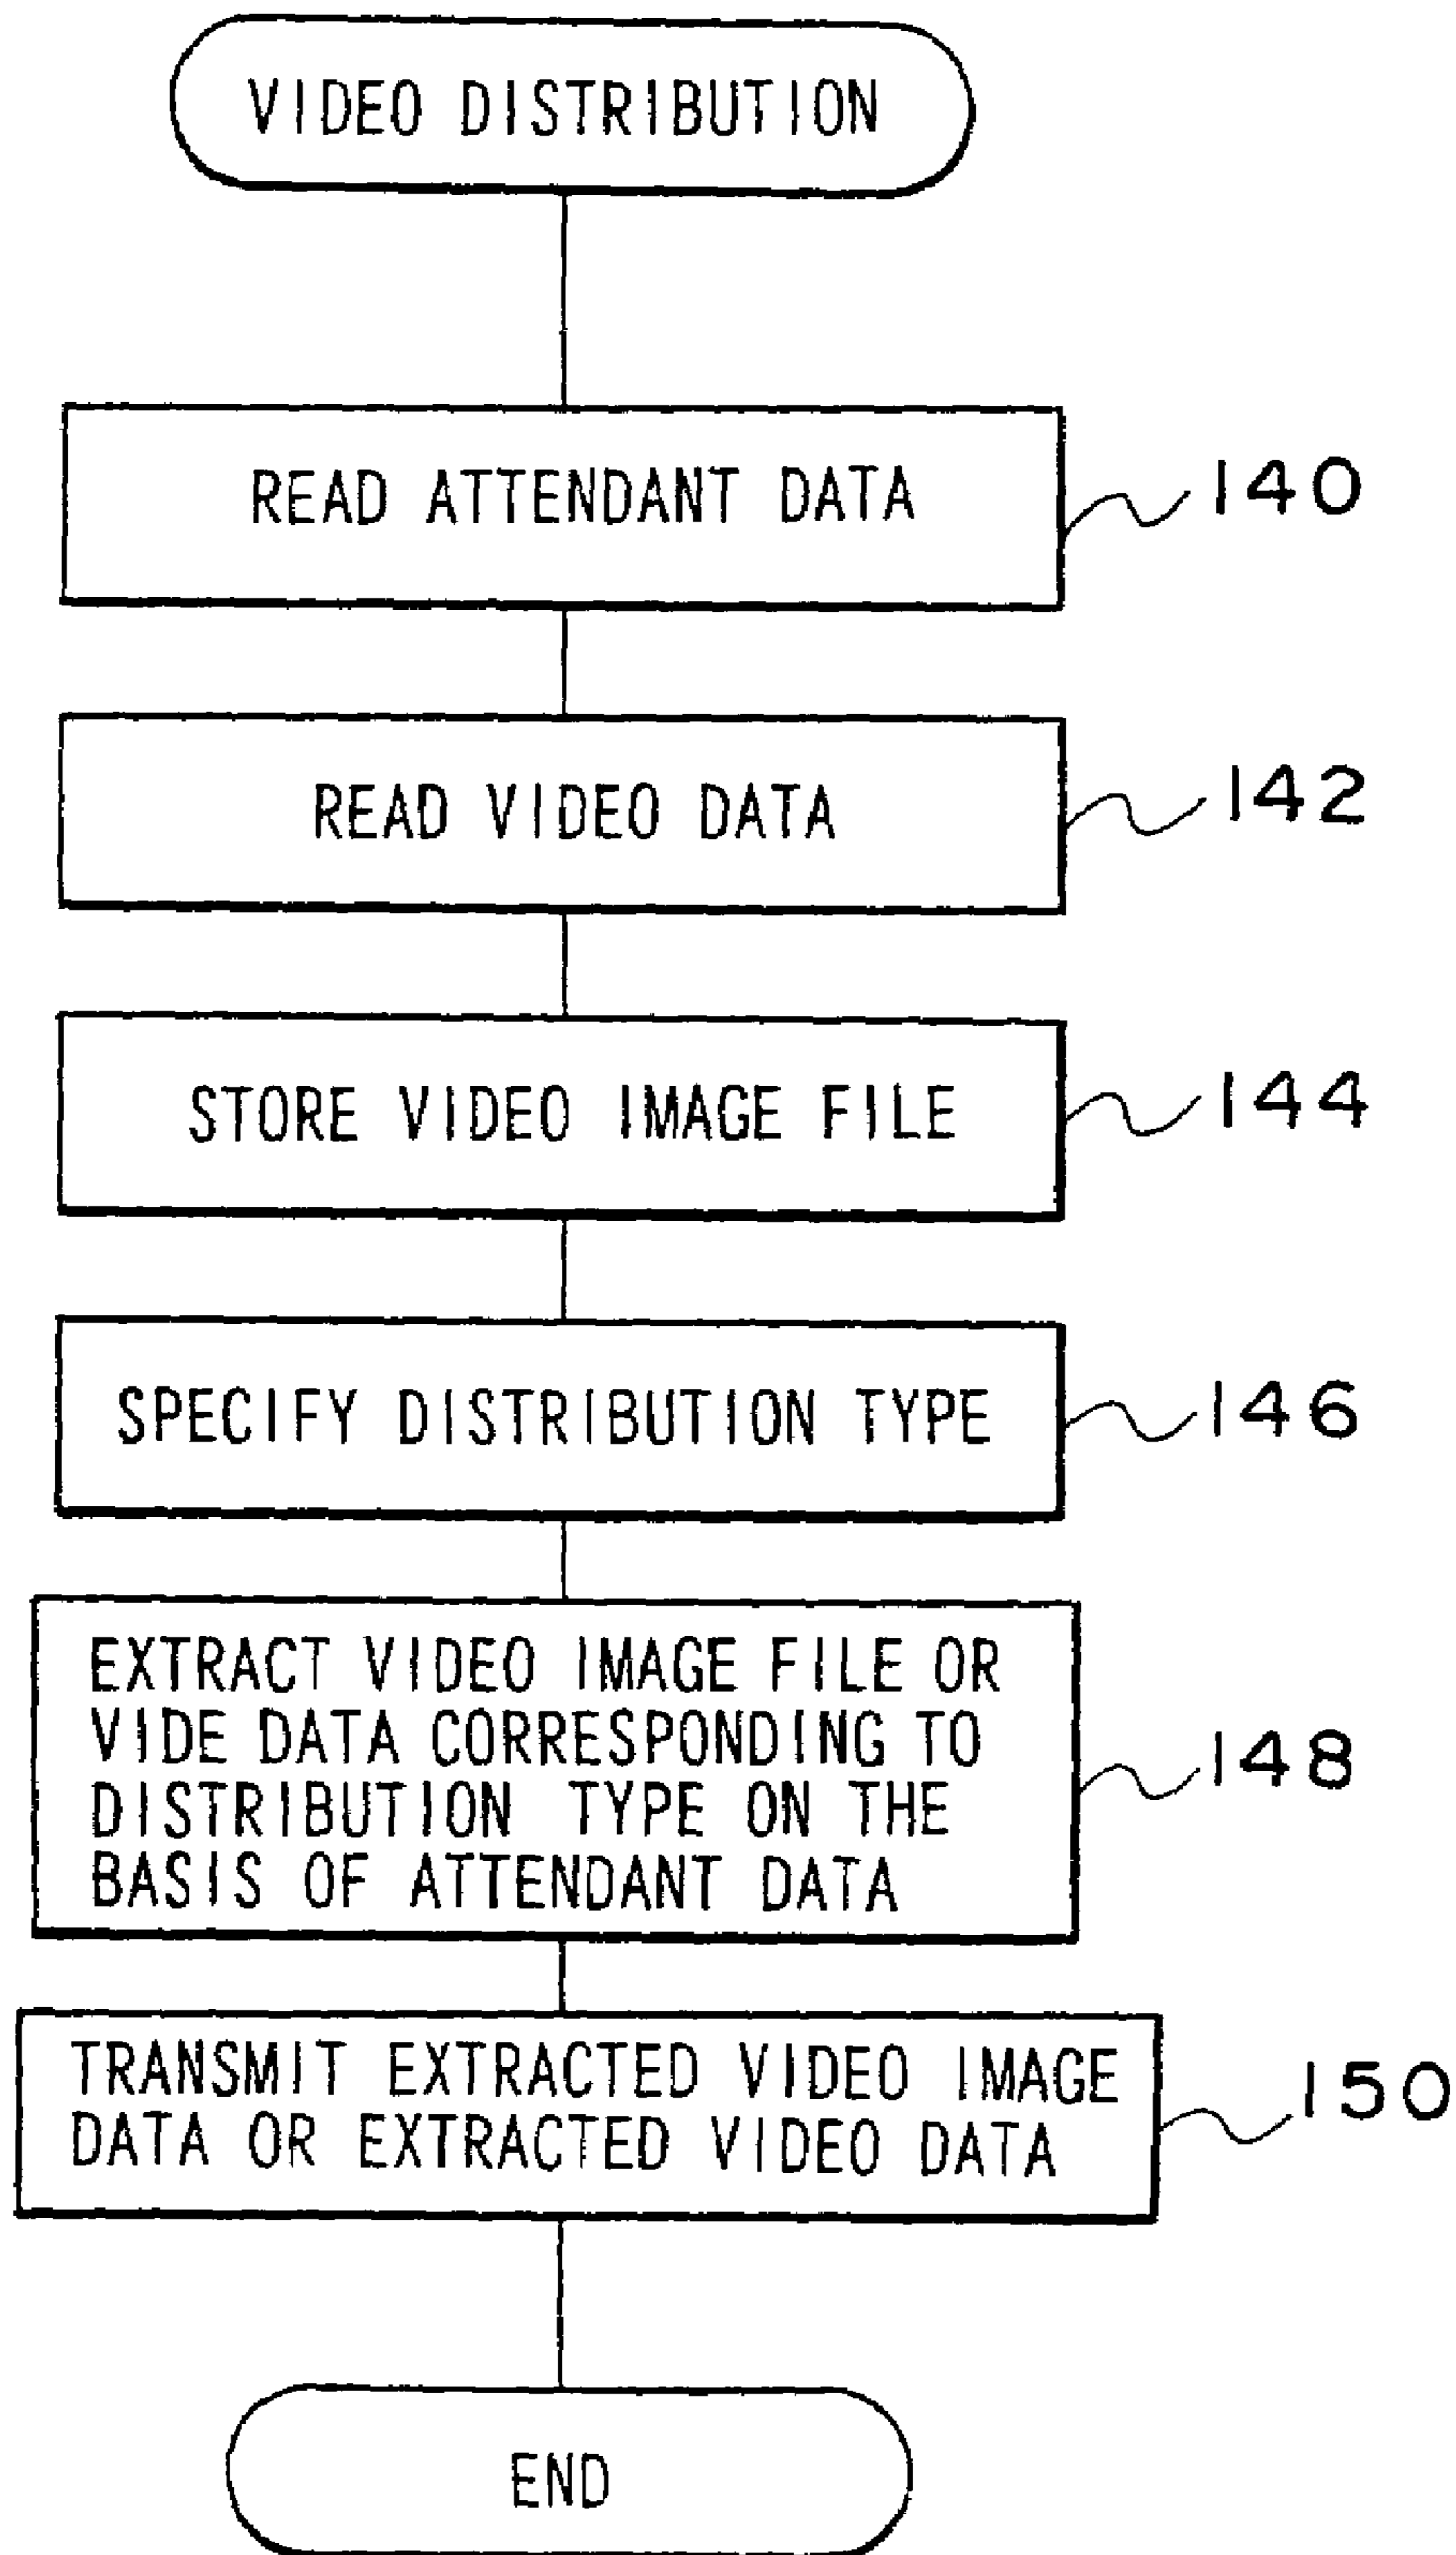 VIDEO DISTRIBUTION
READ ATTENDANT DATA
140
READ VIDEO DATA
142
STORE VIDEO IMAGE FILE
144
SPECIFY DISTRIBUTION TYPE
146
EXTRACT VIDEO IMAGE FILE OR
VIDE DATA CORRESPONDING TO
DISTRIBUTION TYPE ON THE
BASIS OF ATTENDANT DATA
148
TRANSMIT EXTRACTED VIDEO IMAGE
DATA OR EXTRACTED VIDEO DATA
150
END